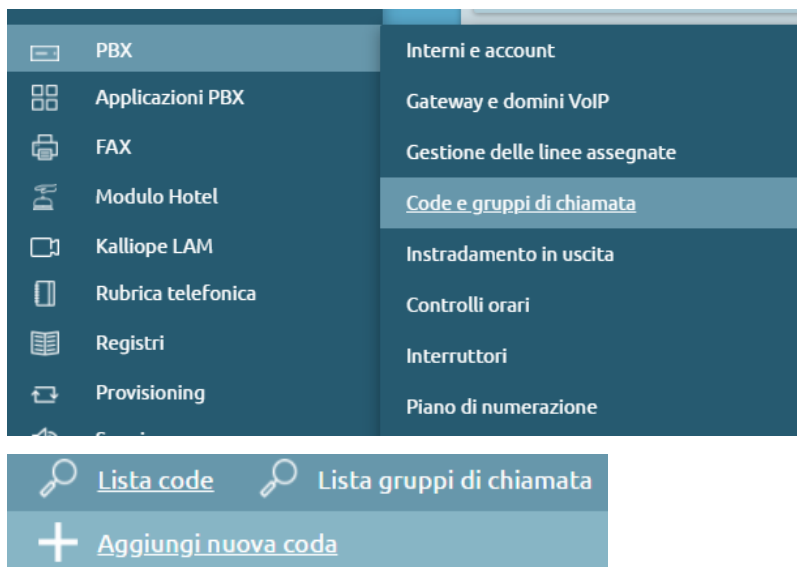 PBX
Applicazioni PBX
FAX
Modulo Hotel
Kalliope LAM
Rubrica telefonica
Registri
Provisioning
Interni e account
Gateway e domini VoIP
Gestione delle linee assegnate
Code e gruppi di chiamata
Instradamento in uscita
Controlli orari
Interruttori
Piano di numerazione
Lista code Lista gruppi di chiamata
Aggiungi nuova coda